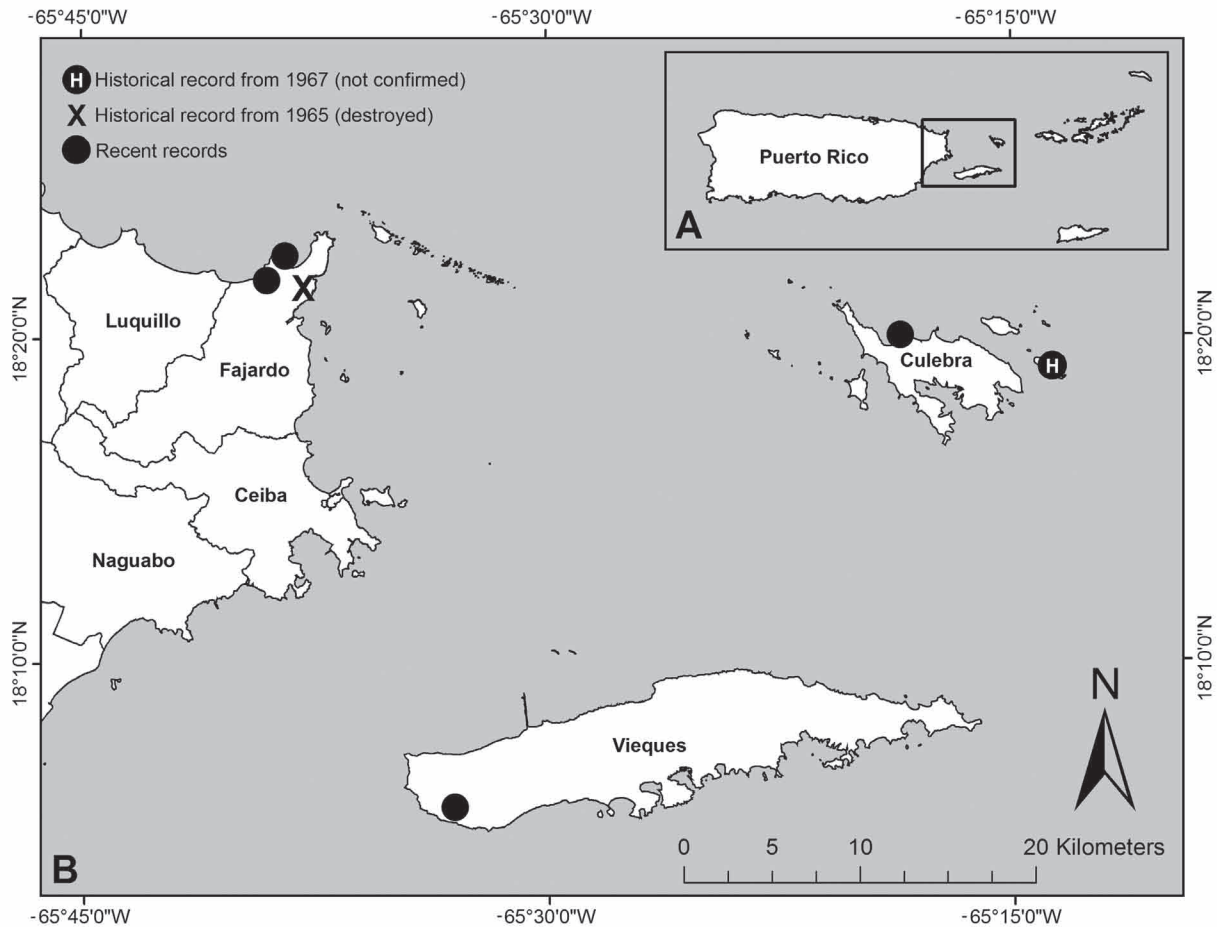 -65°45'0"W
-65°30'0"W
-65°15'0"W
H Historical record from 1967 (not confirmed)
X Historical record from 1965 (destroyed)
Recent records
Puerto Rico
A
18°20'0"N
18°20'0"N
X
Luquillo
Fajardo
Culebra
H
Ceiba
Naguabo
18°10'0"N
18°10'0"N
N
Vieques
0 5 10 20 Kilometers
B
-65°45'0"W
-65°30'0"W
-65°15'0"W